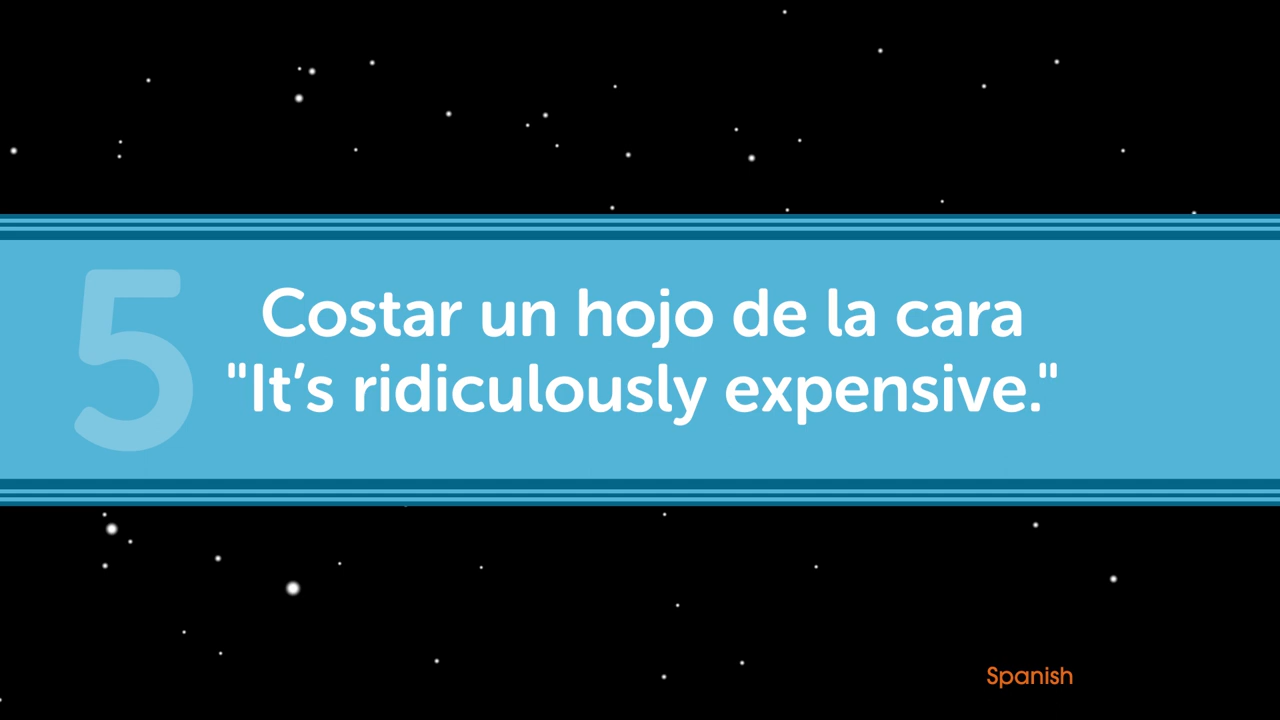 5
Costar un hojo de la cara
"It’s ridiculously expensive."
Spanish